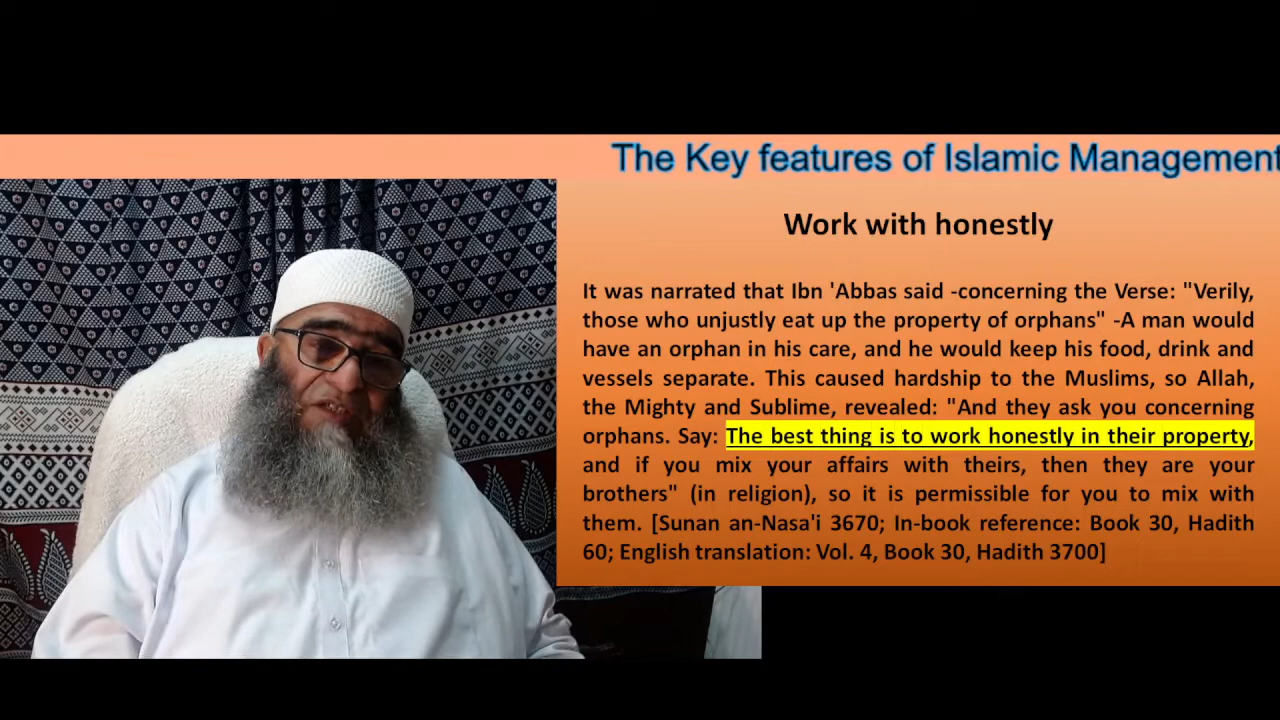 The Key features of Islamic Management
Work with honestly
It was narrated that Ibn 'Abbas said -concerning the Verse: "Verily,
those who unjustly eat up the property of orphans" -A man would
have an orphan in his care, and he would keep his food, drink and
vessels separate. This caused hardship to the Muslims, so Allah,
the Mighty and Sublime, revealed: "And they ask you concerning
orphans. Say: The best thing is to work honestly in their property,
and if you mix your affairs with theirs, then they are your
brothers" (in religion), so it is permissible for you to mix with
them. [Sunan an-Nasa'i 3670; In-book reference: Book 30, Hadith
60; English translation: Vol. 4, Book 30, Hadith 3700]